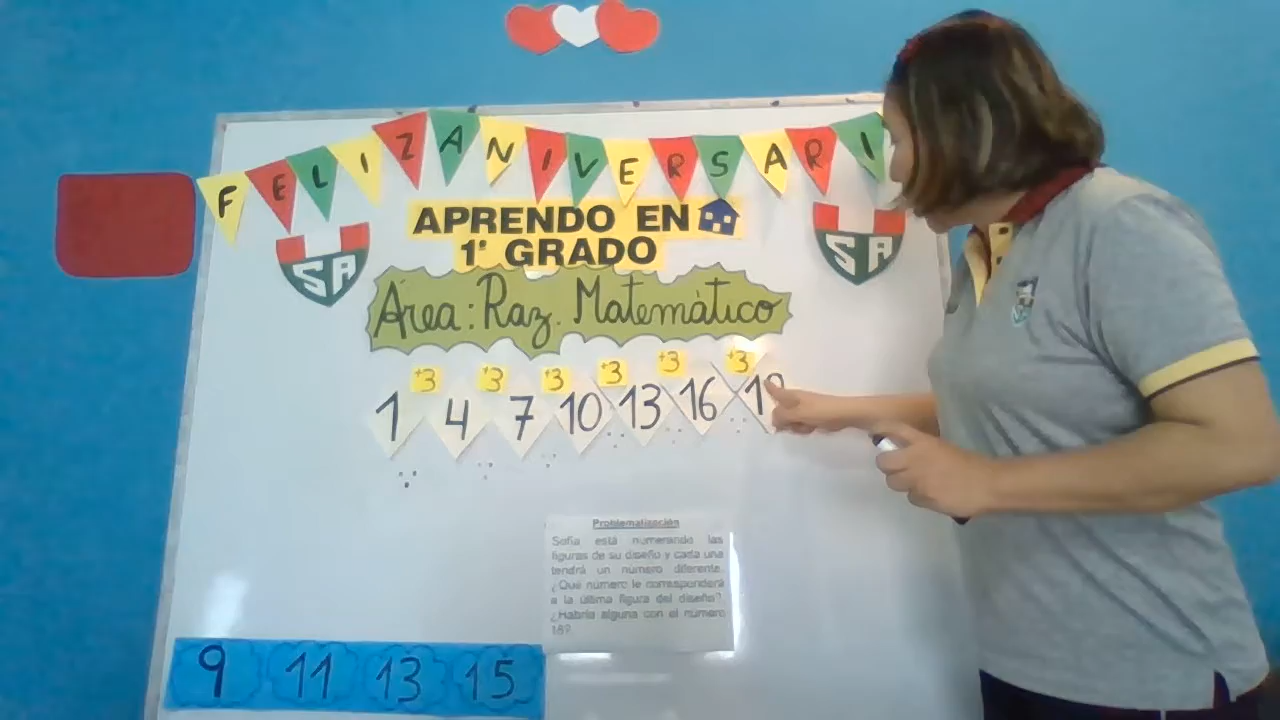 FELIZ ANIVERSARI
APRENDO EN
1° GRADO
SA
SA
Área: Raz. Matemático
+3 +3 +3 +3 +3 +3
1 4 7 10 13 16
Problematización
Sofía está numerando las
figuras de su diseño y cada una
tendrá un número diferente.
¿Qué número le corresponderá
a la última figura del diseño?
¿Habría alguna con el número
18?
9 11 13 15